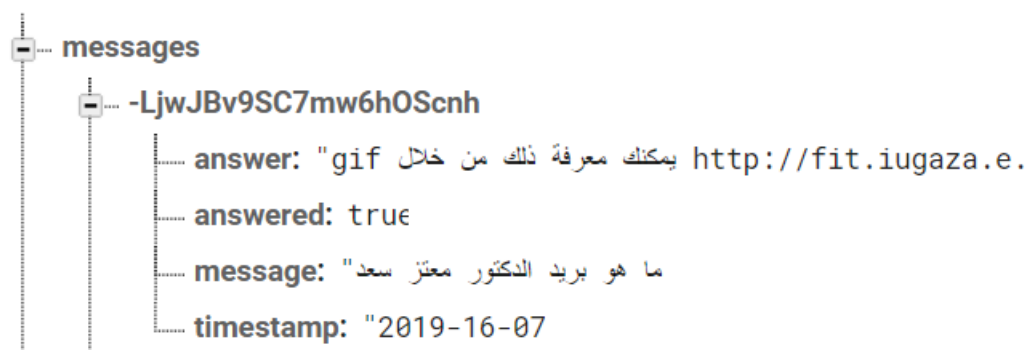 messages
-LjwJBv9SC7mw6hOScnh
answer: "gif يمكنك معرفة ذلك من خلال http://fit.iugaza.e.
answered: true
message: "ما هو بريد الدكتور معتز سعد
timestamp: "2019-16-07